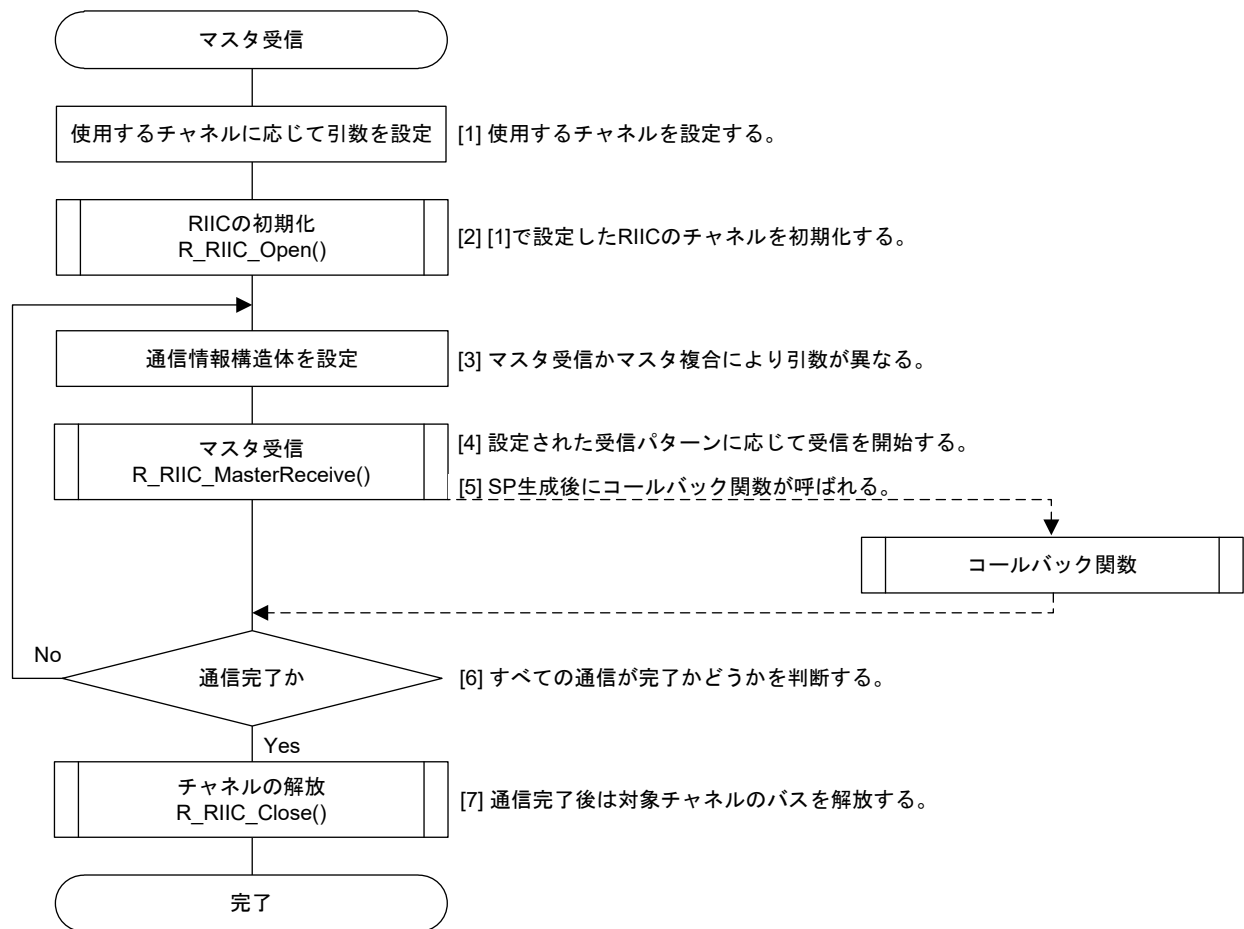 マスタ受信
使用するチャネルに応じて引数を設定
[1] 使用するチャネルを設定する。
RIICの初期化
R_RIIC_Open()
[2] [1]で設定したRIICのチャネルを初期化する。
通信情報構造体を設定
[3] マスタ受信かマスタ複合により引数が異なる。
マスタ受信
R_RIIC_MasterReceive()
[4] 設定された受信パターンに応じて受信を開始する。
[5] SP生成後にコールバック関数が呼ばれる。
コールバック関数
No
通信完了か
[6] すべての通信が完了かどうかを判断する。
Yes
チャネルの解放
R_RIIC_Close()
[7] 通信完了後は対象チャネルのバスを解放する。
完了